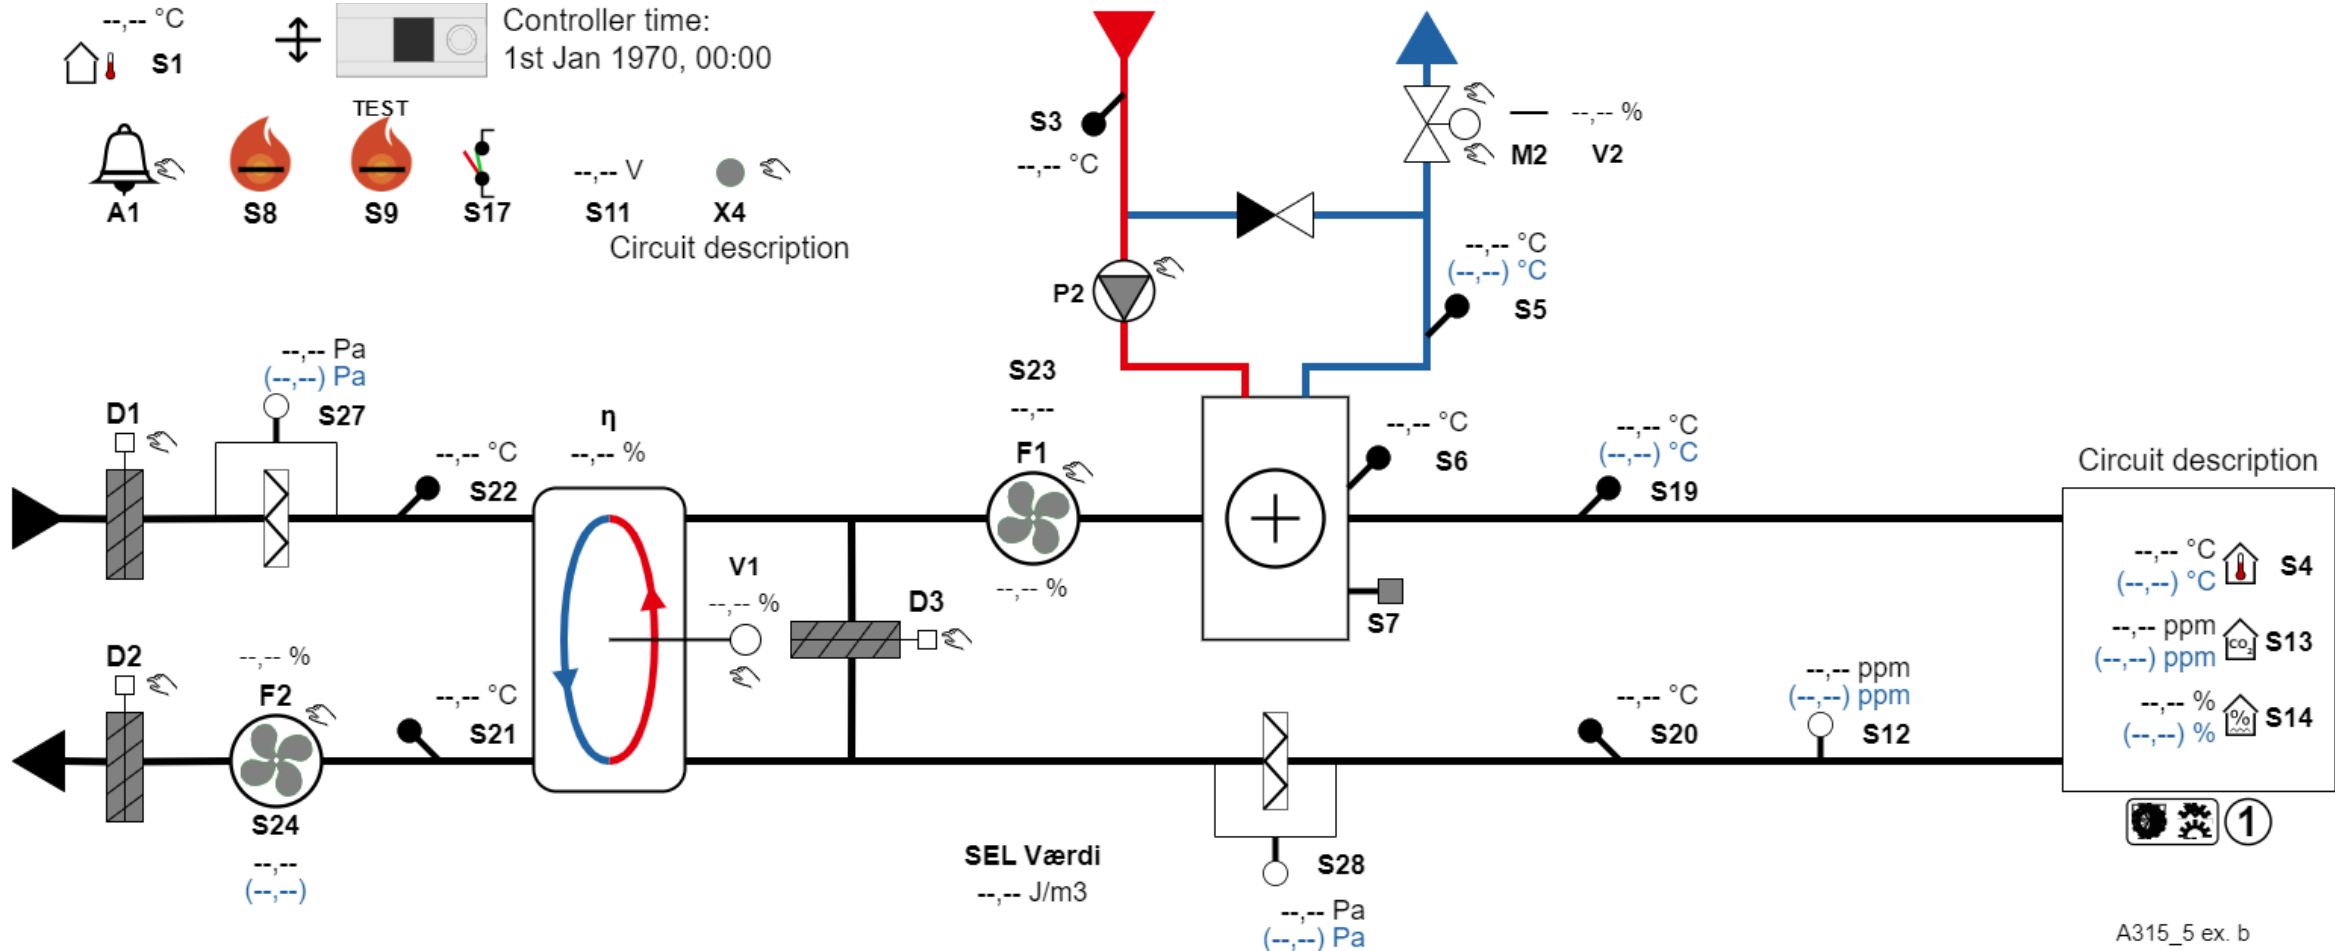 --,-- °C
S1
Controller time:
1st Jan 1970, 00:00
A1
S8
TEST
S9
S17
--,-- V
S11
X4
Circuit description
S3
--,-- °C
--,-- %
M2
V2
P2
--,-- °C
(--,--) °C
S5
--,-- Pa
(--,--) Pa
S27
D1
--,-- °C
S22
η
--,-- %
S23
--,--
F1
--,-- %
--,-- °C
S6
--,-- °C
(--,--) °C
S19
Circuit description
--,-- °C
(--,--) °C
S4
--,-- ppm
(--,--) ppm
CO2
S13
--,-- %
(--,--) %
%
S14
V1
--,-- %
D3
S7
D2
--,-- %
F2
S24
--,--
(--,--)
--,-- °C
S21
--,-- °C
S20
--,-- ppm
(--,--) ppm
S12
SEL Værdi
--,-- J/m3
S28
--,-- Pa
(--,--) Pa
1
A315_5 ex. b